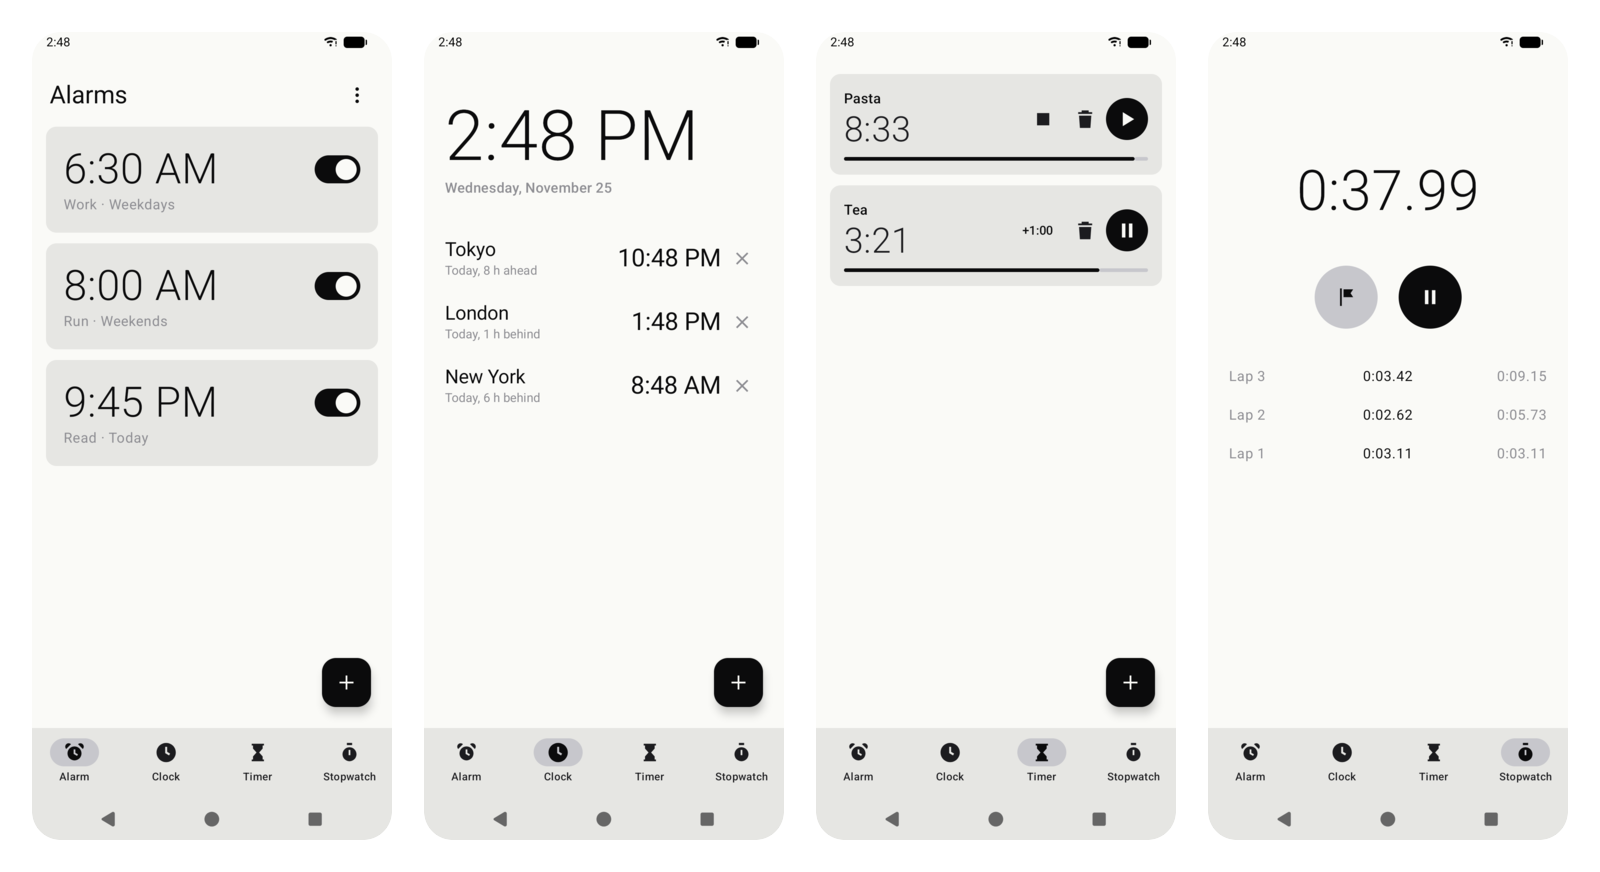 2:48
Alarms
6:30 AM
Work · Weekdays
8:00 AM
Run · Weekends
9:45 PM
Read · Today
Alarm Clock Timer Stopwatch
2:48
2:48 PM
Wednesday, November 25
Tokyo 10:48 PM
Today, 8 h ahead
London 1:48 PM
Today, 1 h behind
New York 8:48 AM
Today, 6 h behind
Alarm Clock Timer Stopwatch
2:48
Pasta
8:33
Tea
3:21 +1:00
Alarm Clock Timer Stopwatch
2:48
0:37.99
Lap 3 0:03.42 0:09.15
Lap 2 0:02.62 0:05.73
Lap 1 0:03.11 0:03.11
Alarm Clock Timer Stopwatch